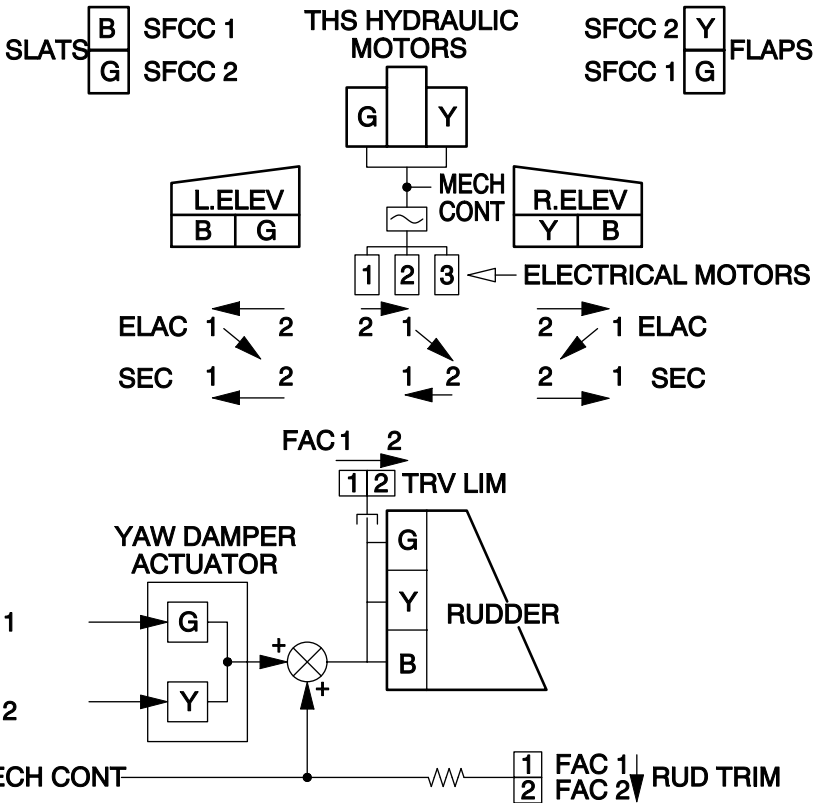 SLATS
B SFCC 1
G SFCC 2
THS HYDRAULIC
MOTORS
SFCC 2 Y
SFCC 1 G
FLAPS
G Y
MECH
CONT
L.ELEV
B G
R.ELEV
Y B
1 2 3
ELECTRICAL MOTORS
ELAC 1 2 2 1 2 1 ELAC
SEC 1 2 1 2 2 1 SEC
FAC 1 2
1 2 TRV LIM
YAW DAMPER
ACTUATOR
G
Y
B
RUDDER
1 G
2 Y
+
+
ECH CONT
1 FAC 1
2 FAC 2
RUD TRIM